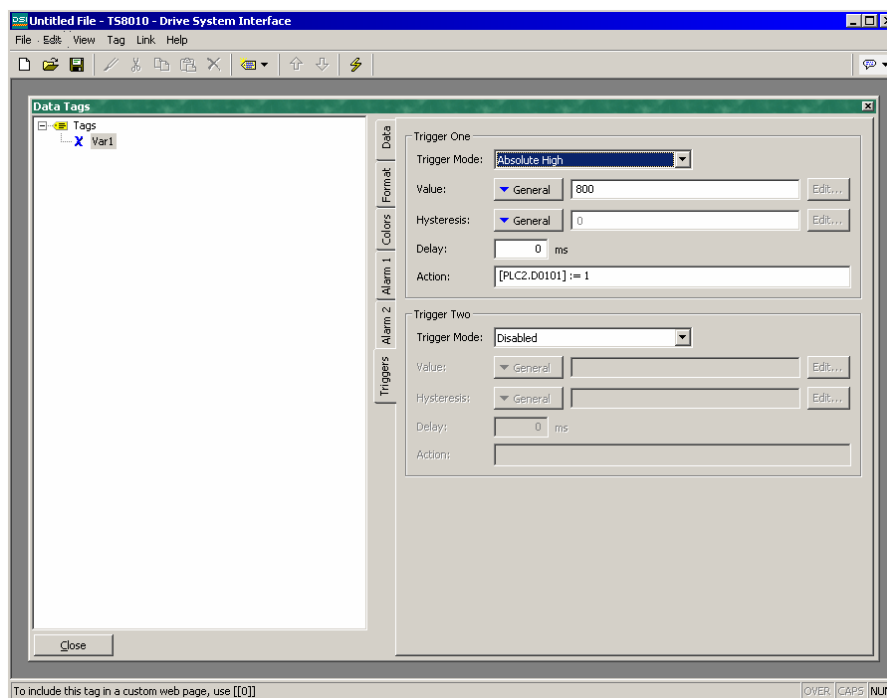 DSI Untitled File - TS8010 - Drive System Interface
File Edit View Tag Link Help
Data Tags
Tags
Var1
Data
Format
Colors
Alarm 1
Alarm 2
Triggers
Trigger One
Trigger Mode: Absolute High
Value: General 800 Edit...
Hysteresis: General 0 Edit...
Delay: 0 ms
Action: [PLC2.D0101] := 1
Trigger Two
Trigger Mode: Disabled
Value: General Edit...
Hysteresis: General Edit...
Delay: 0 ms
Action:
Close
To include this tag in a custom web page, use [[0]] OVER CAPS NUM